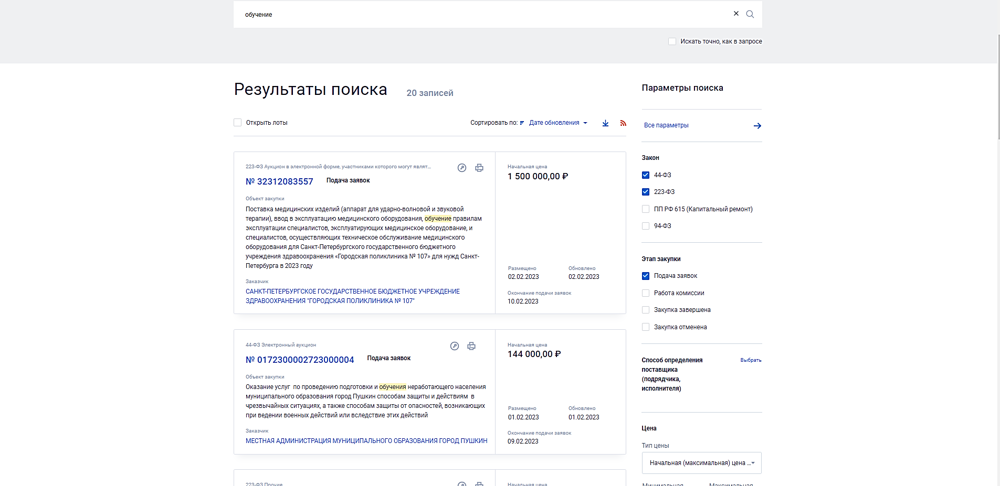 обучение
Искать точно, как в запросе
Результаты поиска 20 записей
Открыть лоты
Сортировать по: Дате обновления
223-ФЗ Аукцион в электронной форме, участниками которого могут являт...
№ 32312083557 Подача заявок
Объект закупки
Поставка медицинских изделий (аппарат для ударно-волновой и звуковой
терапии), ввод в эксплуатацию медицинского оборудования, обучение правилам
эксплуатации специалистов, эксплуатирующих медицинское оборудование, и
специалистов, осуществляющих техническое обслуживание медицинского
оборудования для Санкт-Петербургского государственного бюджетного
учреждения здравоохранения «Городская поликлиника № 107» для нужд Санкт-
Петербурга в 2023 году
Заказчик
САНКТ-ПЕТЕРБУРГСКОЕ ГОСУДАРСТВЕННОЕ БЮДЖЕТНОЕ УЧРЕЖДЕНИЕ
ЗДРАВООХРАНЕНИЯ "ГОРОДСКАЯ ПОЛИКЛИНИКА № 107"
Начальная цена
1 500 000,00 ₽
Размещено Обновлено
02.02.2023 02.02.2023
Окончание подачи заявок
10.02.2023
44-ФЗ Электронный аукцион
№ 0172300002723000004 Подача заявок
Объект закупки
Оказание услуг по проведению подготовки и обучения неработающего населения
муниципального образования город Пушкин способам защиты и действиям в
чрезвычайных ситуациях, а также способам защиты от опасностей, возникающих
при ведении военных действий или вследствие этих действий
Заказчик
МЕСТНАЯ АДМИНИСТРАЦИЯ МУНИЦИПАЛЬНОГО ОБРАЗОВАНИЯ ГОРОД ПУШКИН
Начальная цена
144 000,00 ₽
Размещено Обновлено
01.02.2023 01.02.2023
Окончание подачи заявок
09.02.2023
223-ФЗ Прочие
Начальная цена
Параметры поиска
Все параметры
Закон
44-ФЗ
223-ФЗ
ПП РФ 615 (Капитальный ремонт)
94-ФЗ
Этап закупки
Подача заявок
Работа комиссии
Закупка завершена
Закупка отменена
Способ определения Выбрать
поставщика
(подрядчика,
исполнителя)
Цена
Тип цены
Начальная (максимальная) цена ...
Минимальная Максимальная